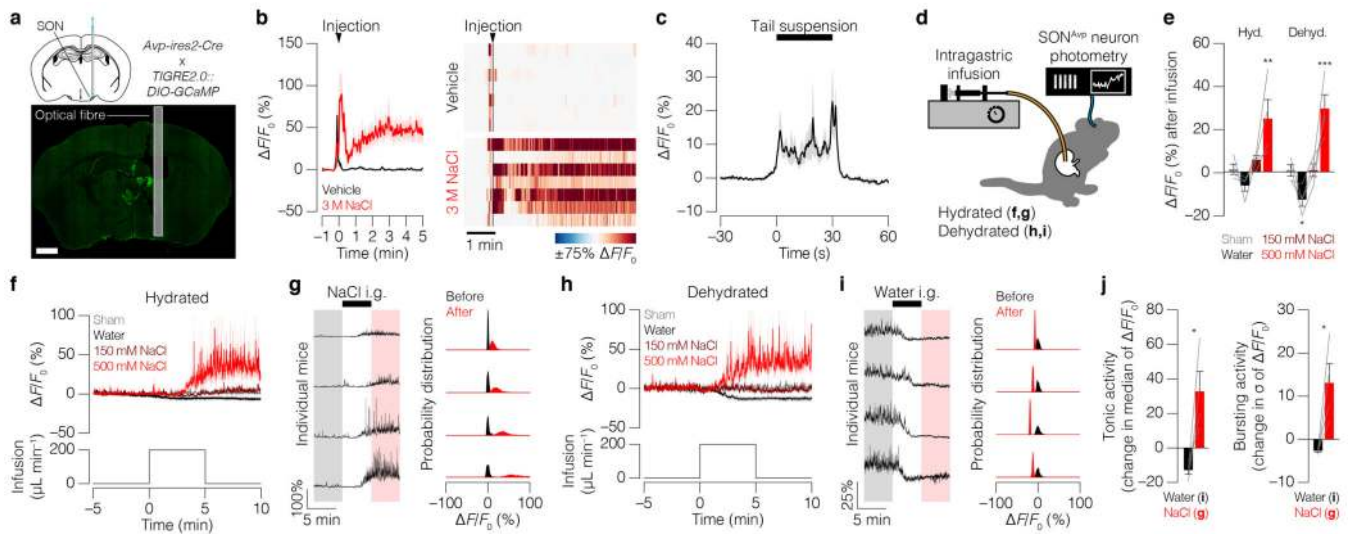 a
SON
Avp-ires2-Cre
x
TIGRE2.0::
DIO-GCaMP
Optical fibre
b
Injection
150
100
50
0
−50
ΔF/F0 (%)
Vehicle
3 M NaCl
−1 0 1 2 3 4 5
Time (min)
Injection
Vehicle
3 M NaCl
1 min
±75% ΔF/F0
c
Tail suspension
40
30
20
10
0
−10
ΔF/F0 (%)
−30 0 30 60
Time (s)
d
Intragastric
infusion
SONAvp neuron
photometry
Hydrated (f,g)
Dehydrated (h,i)
e
Hyd. Dehyd.
60
40
20
0
−20
ΔF/F0 (%) after infusion
** ***
*
Sham 150 mM NaCl
Water 500 mM NaCl
f
Hydrated
Sham
Water
150 mM NaCl
500 mM NaCl
100
50
0
−50
ΔF/F0 (%)
200
100
0
Infusion
(µL min−1)
−5 0 5 10
Time (min)
g
NaCl i.g.
Individual mice
100%
5 min
Before
After
Probability distribution
−100 0 100
ΔF/F0 (%)
h
Dehydrated
Sham
Water
150 mM NaCl
500 mM NaCl
100
50
0
−50
ΔF/F0 (%)
200
100
0
Infusion
(µL min−1)
−5 0 5 10
Time (min)
i
Water i.g.
Individual mice
25%
5 min
Before
After
Probability distribution
−100 0 100
ΔF/F0 (%)
j
80
60
40
20
0
−20
Tonic activity
(change in median of ΔF/F0)
*
Water (i)
NaCl (g)
30
20
10
0
−10
Bursting activity
(change in σ of ΔF/F0)
*
Water (i)
NaCl (g)